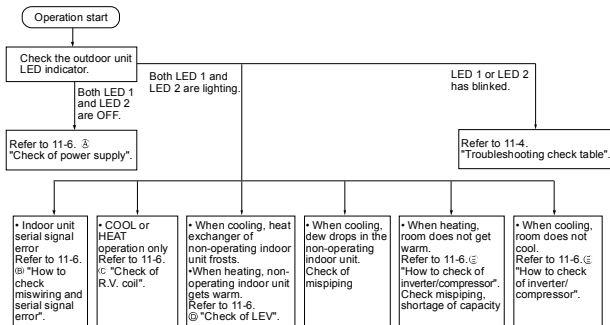 Operation start
Check the outdoor unit
LED indicator.
Both LED 1
and LED 2
are OFF.
Both LED 1 and
LED 2 are lighting.
LED 1 or LED 2
has blinked.
Refer to 11-6. Ⓐ
"Check of power supply".
Refer to 11-4.
"Troubleshooting check table".
• Indoor unit
serial signal
error
Refer to 11-6.
Ⓑ "How to
check
miswiring and
serial signal
error".
• COOL or
HEAT
operation only
Refer to 11-6.
Ⓒ "Check of
R.V. coil".
• When cooling, heat
exchanger of
non-operating indoor
unit frosts.
•When heating, non-
operating indoor unit
gets warm.
Refer to 11-6.
Ⓓ "Check of LEV".
• When cooling,
dew drops in the
non-operating
indoor unit.
Check of
mispiping
• When heating,
room does not get
warm.
Refer to 11-6. Ⓔ
"How to check of
inverter/compressor".
Check mispiping,
shortage of capacity
• When cooling,
room does
not cool.
Refer to 11-6. Ⓔ
"How to check
of inverter/
compressor".